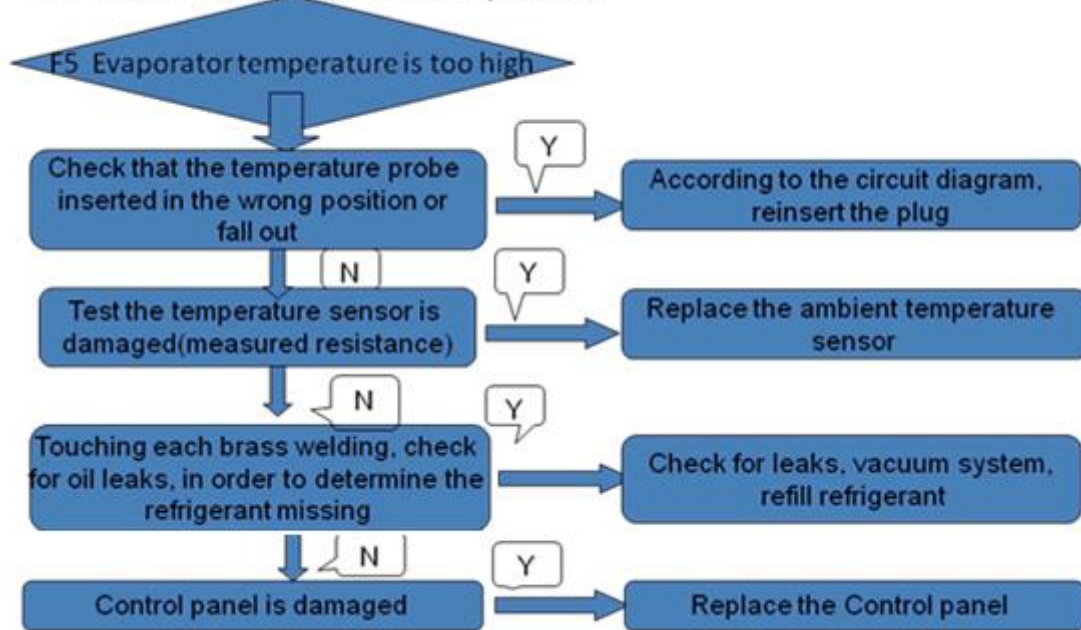 F5 Evaporator temperature is too high
Check that the temperature probe
inserted in the wrong position or
fall out
Y
According to the circuit diagram,
reinsert the plug
N
Test the temperature sensor is
damaged(measured resistance)
Y
Replace the ambient temperature
sensor
N
Touching each brass welding, check
for oil leaks, in order to determine the
refrigerant missing
Y
Check for leaks, vacuum system,
refill refrigerant
N
Control panel is damaged
Y
Replace the Control panel